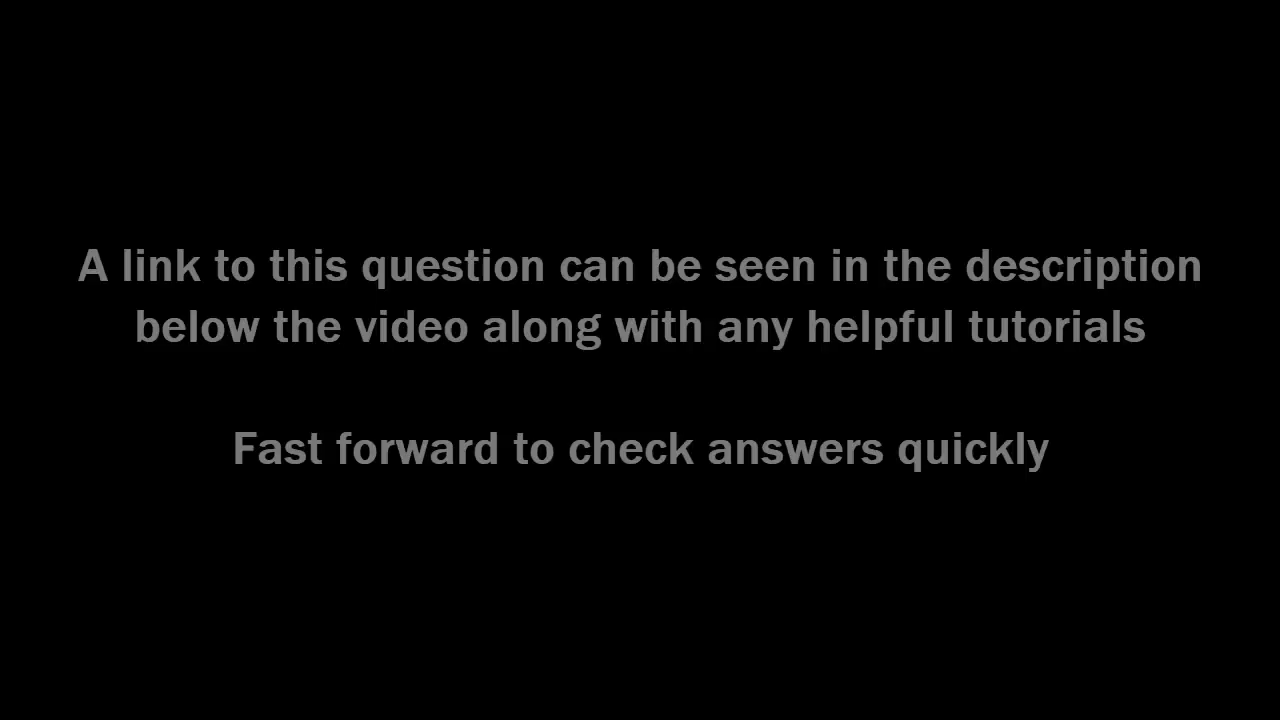 A link to this question can be seen in the description
below the video along with any helpful tutorials
Fast forward to check answers quickly